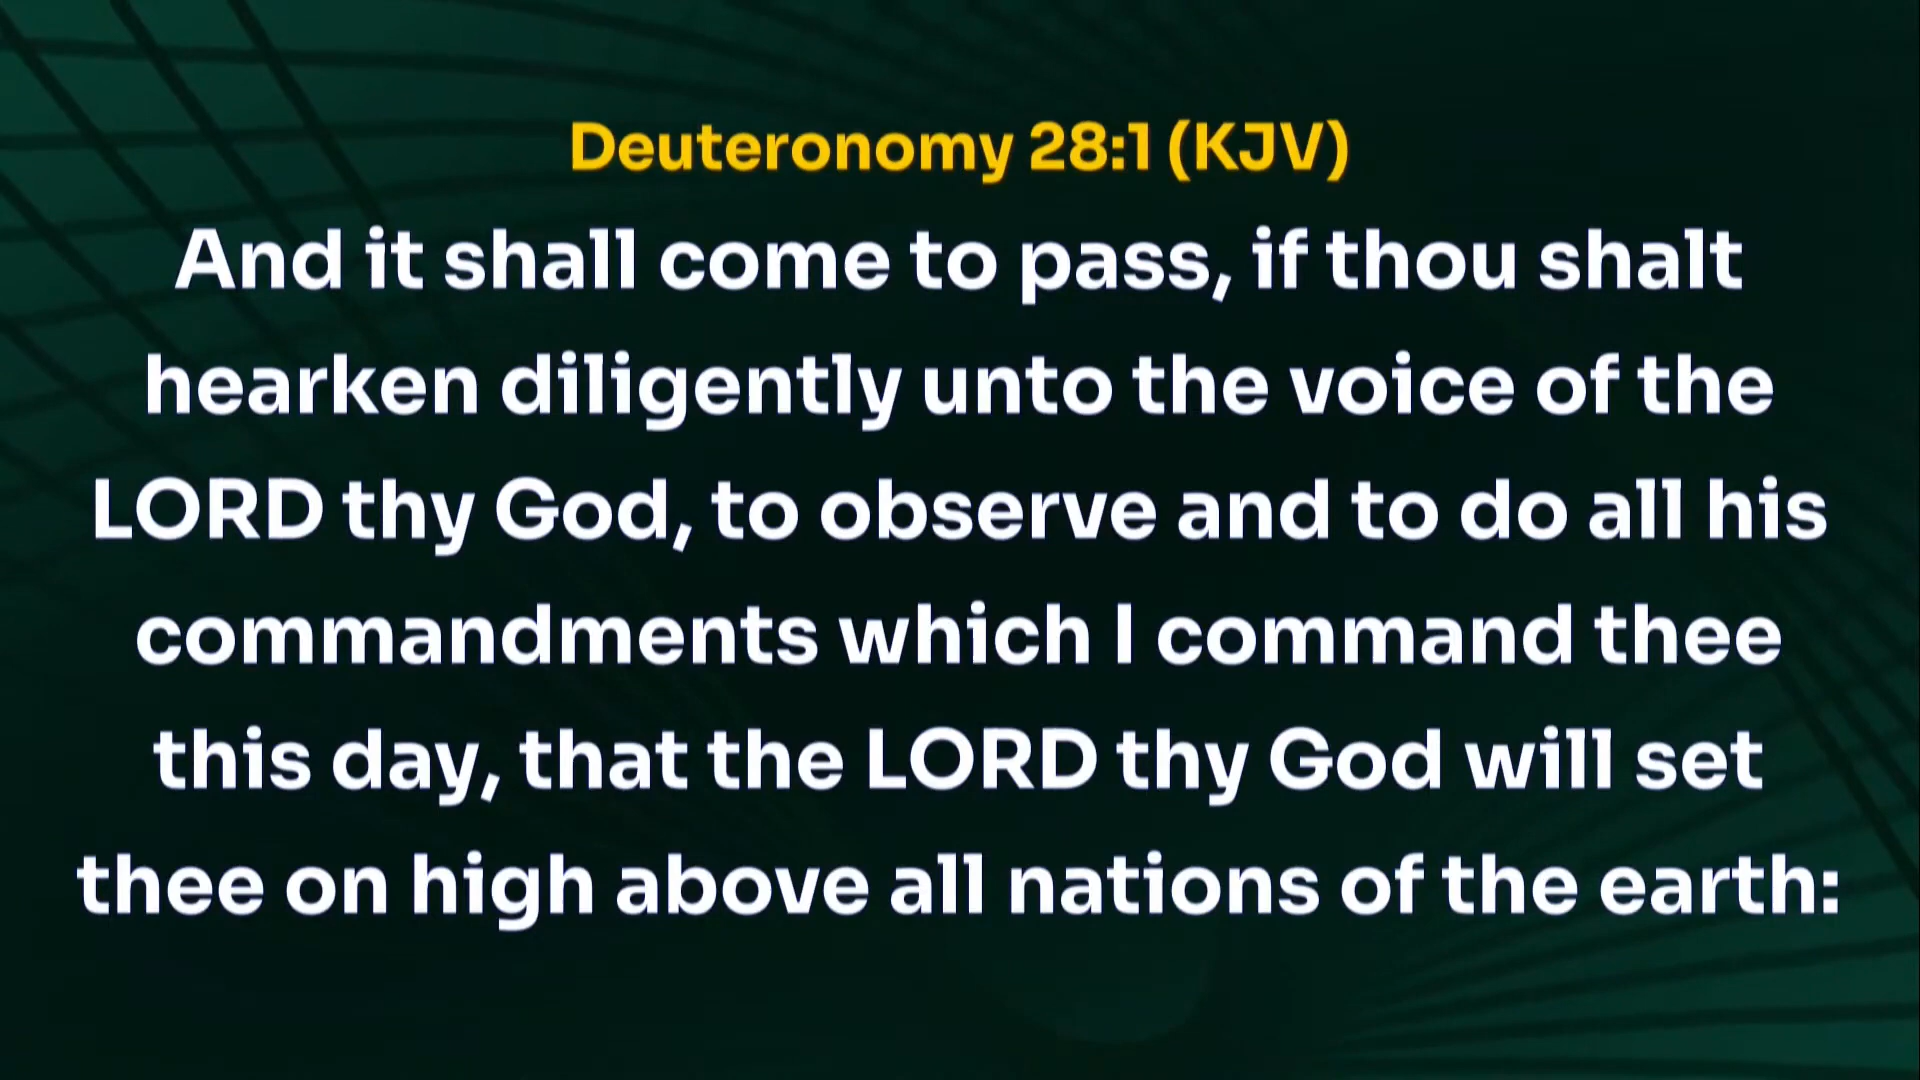 Deuteronomy 28:1 (KJV)
And it shall come to pass, if thou shalt
hearken diligently unto the voice of the
LORD thy God, to observe and to do all his
commandments which I command thee
this day, that the LORD thy God will set
thee on high above all nations of the earth: